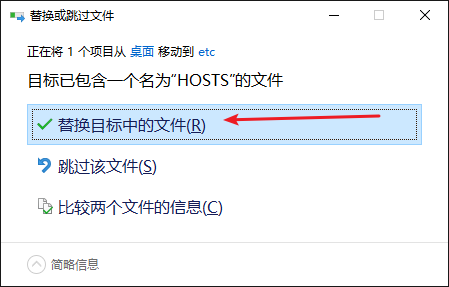 替换或跳过文件
正在将 1 个项目从 桌面 移动到 etc
目标已包含一个名为“HOSTS”的文件
替换目标中的文件(R)
跳过该文件(S)
比较两个文件的信息(C)
简略信息